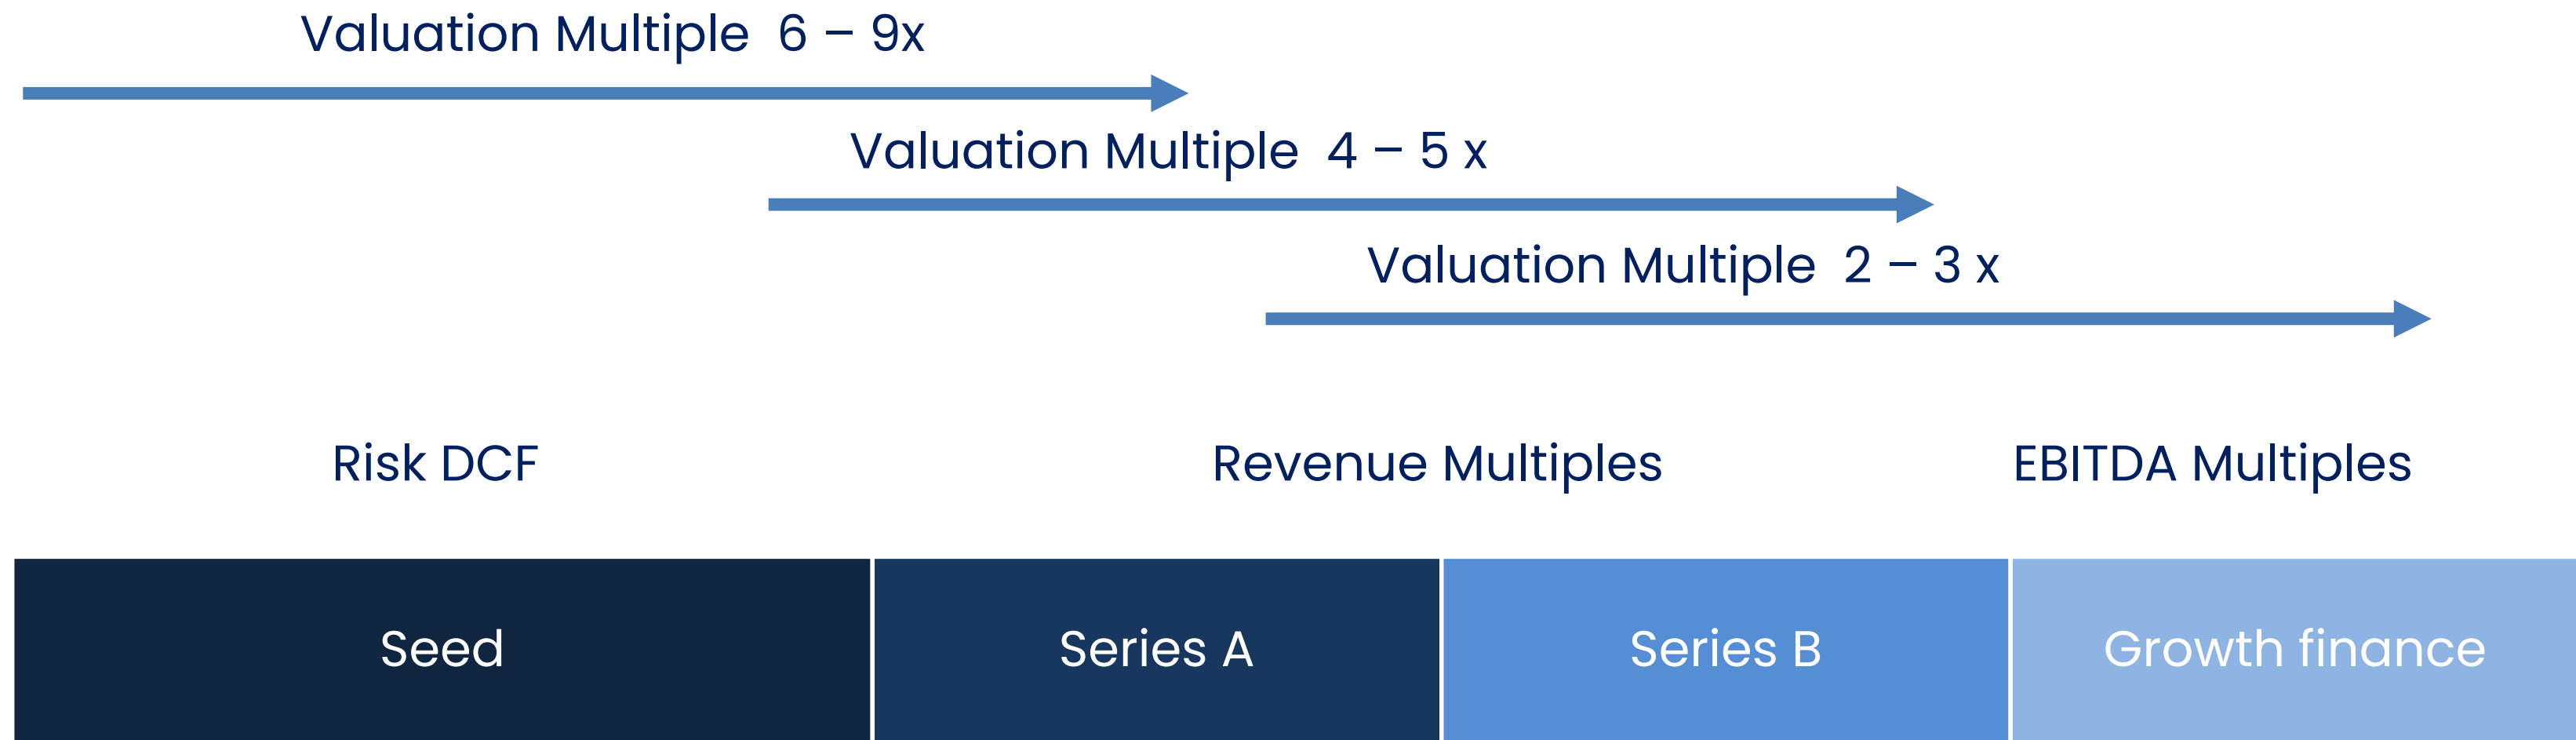 Valuation Multiple 6 – 9x
Valuation Multiple 4 – 5 x
Valuation Multiple 2 – 3 x
Risk DCF
Revenue Multiples
EBITDA Multiples
Seed
Series A
Series B
Growth finance